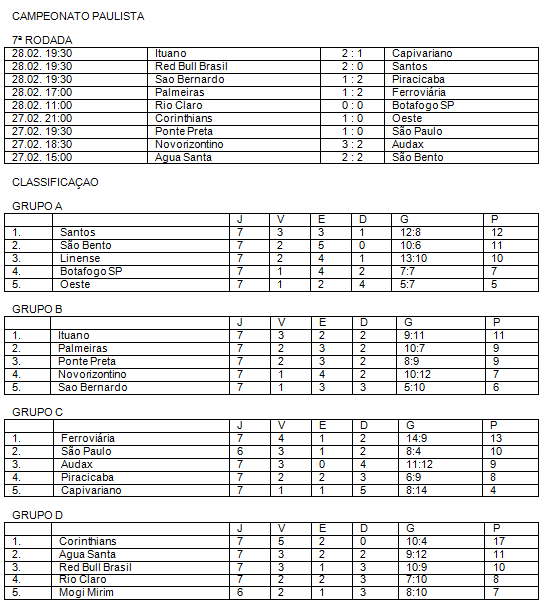 CAMPEONATO PAULISTA
7ª RODADA
28.02. 19:30 Ituano 2 : 1 Capivariano
28.02. 19:30 Red Bull Brasil 2 : 0 Santos
28.02. 19:30 Sao Bernardo 1 : 2 Piracicaba
28.02. 17:00 Palmeiras 1 : 2 Ferroviária
28.02. 11:00 Rio Claro 0 : 0 Botafogo SP
27.02. 21:00 Corinthians 1 : 0 Oeste
27.02. 19:30 Ponte Preta 1 : 0 São Paulo
27.02. 18:30 Novorizontino 3 : 2 Audax
27.02. 15:00 Agua Santa 2 : 2 São Bento
CLASSIFICAÇAO
GRUPO A
J V E D G P
1. Santos 7 3 3 1 12:8 12
2. São Bento 7 2 5 0 10:6 11
3. Linense 7 2 4 1 13:10 10
4. Botafogo SP 7 1 4 2 7:7 7
5. Oeste 7 1 2 4 5:7 5
GRUPO B
J V E D G P
1. Ituano 7 3 2 2 9:11 11
2. Palmeiras 7 2 3 2 10:7 9
3. Ponte Preta 7 2 3 2 8:9 9
4. Novorizontino 7 1 4 2 10:12 7
5. Sao Bernardo 7 1 3 3 5:10 6
GRUPO C
J V E D G P
1. Ferroviária 7 4 1 2 14:9 13
2. São Paulo 6 3 1 2 8:4 10
3. Audax 7 3 0 4 11:12 9
4. Piracicaba 7 2 2 3 6:9 8
5. Capivariano 7 1 1 5 8:14 4
GRUPO D
J V E D G P
1. Corinthians 7 5 2 0 10:4 17
2. Agua Santa 7 3 2 2 9:12 11
3. Red Bull Brasil 7 3 1 3 10:9 10
4. Rio Claro 7 2 2 3 7:10 8
5. Mogi Mirim 6 2 1 3 8:10 7